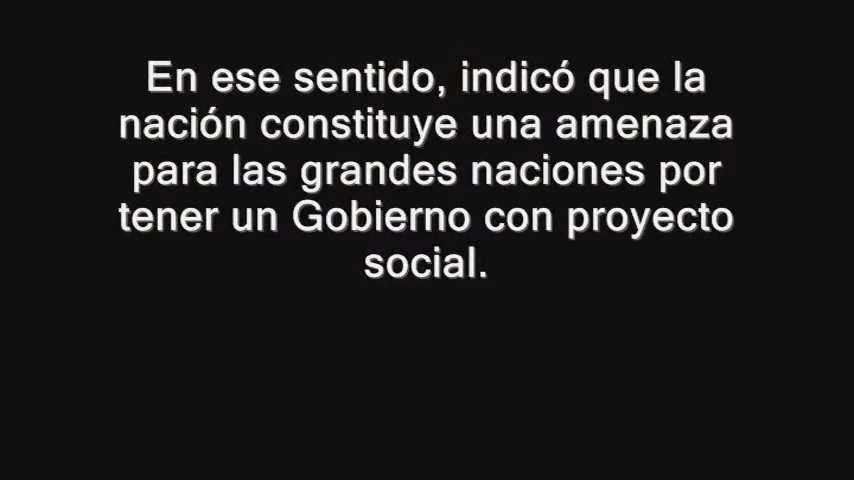 En ese sentido, indicó que la
nación constituye una amenaza
para las grandes naciones por
tener un Gobierno con proyecto
social.